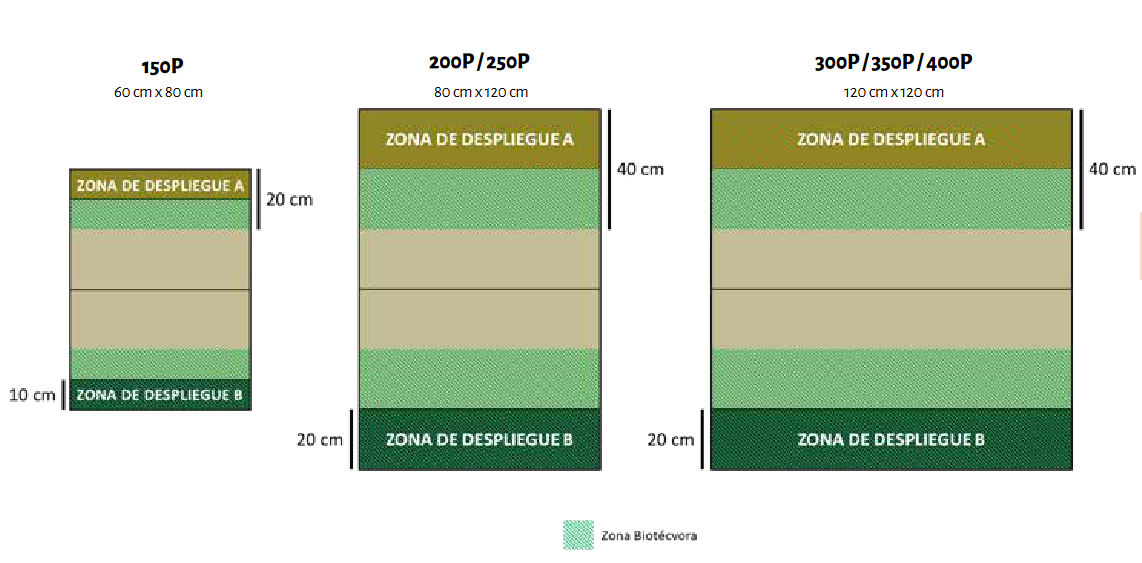 150P
60 cm x 80 cm
ZONA DE DESPLIEGUE A
20 cm
10 cm
ZONA DE DESPLIEGUE B
200P/250P
80 cm x 120 cm
ZONA DE DESPLIEGUE A
40 cm
20 cm
ZONA DE DESPLIEGUE B
300P/350P/400P
120 cm x 120 cm
ZONA DE DESPLIEGUE A
40 cm
20 cm
ZONA DE DESPLIEGUE B
Zona Biotécvora